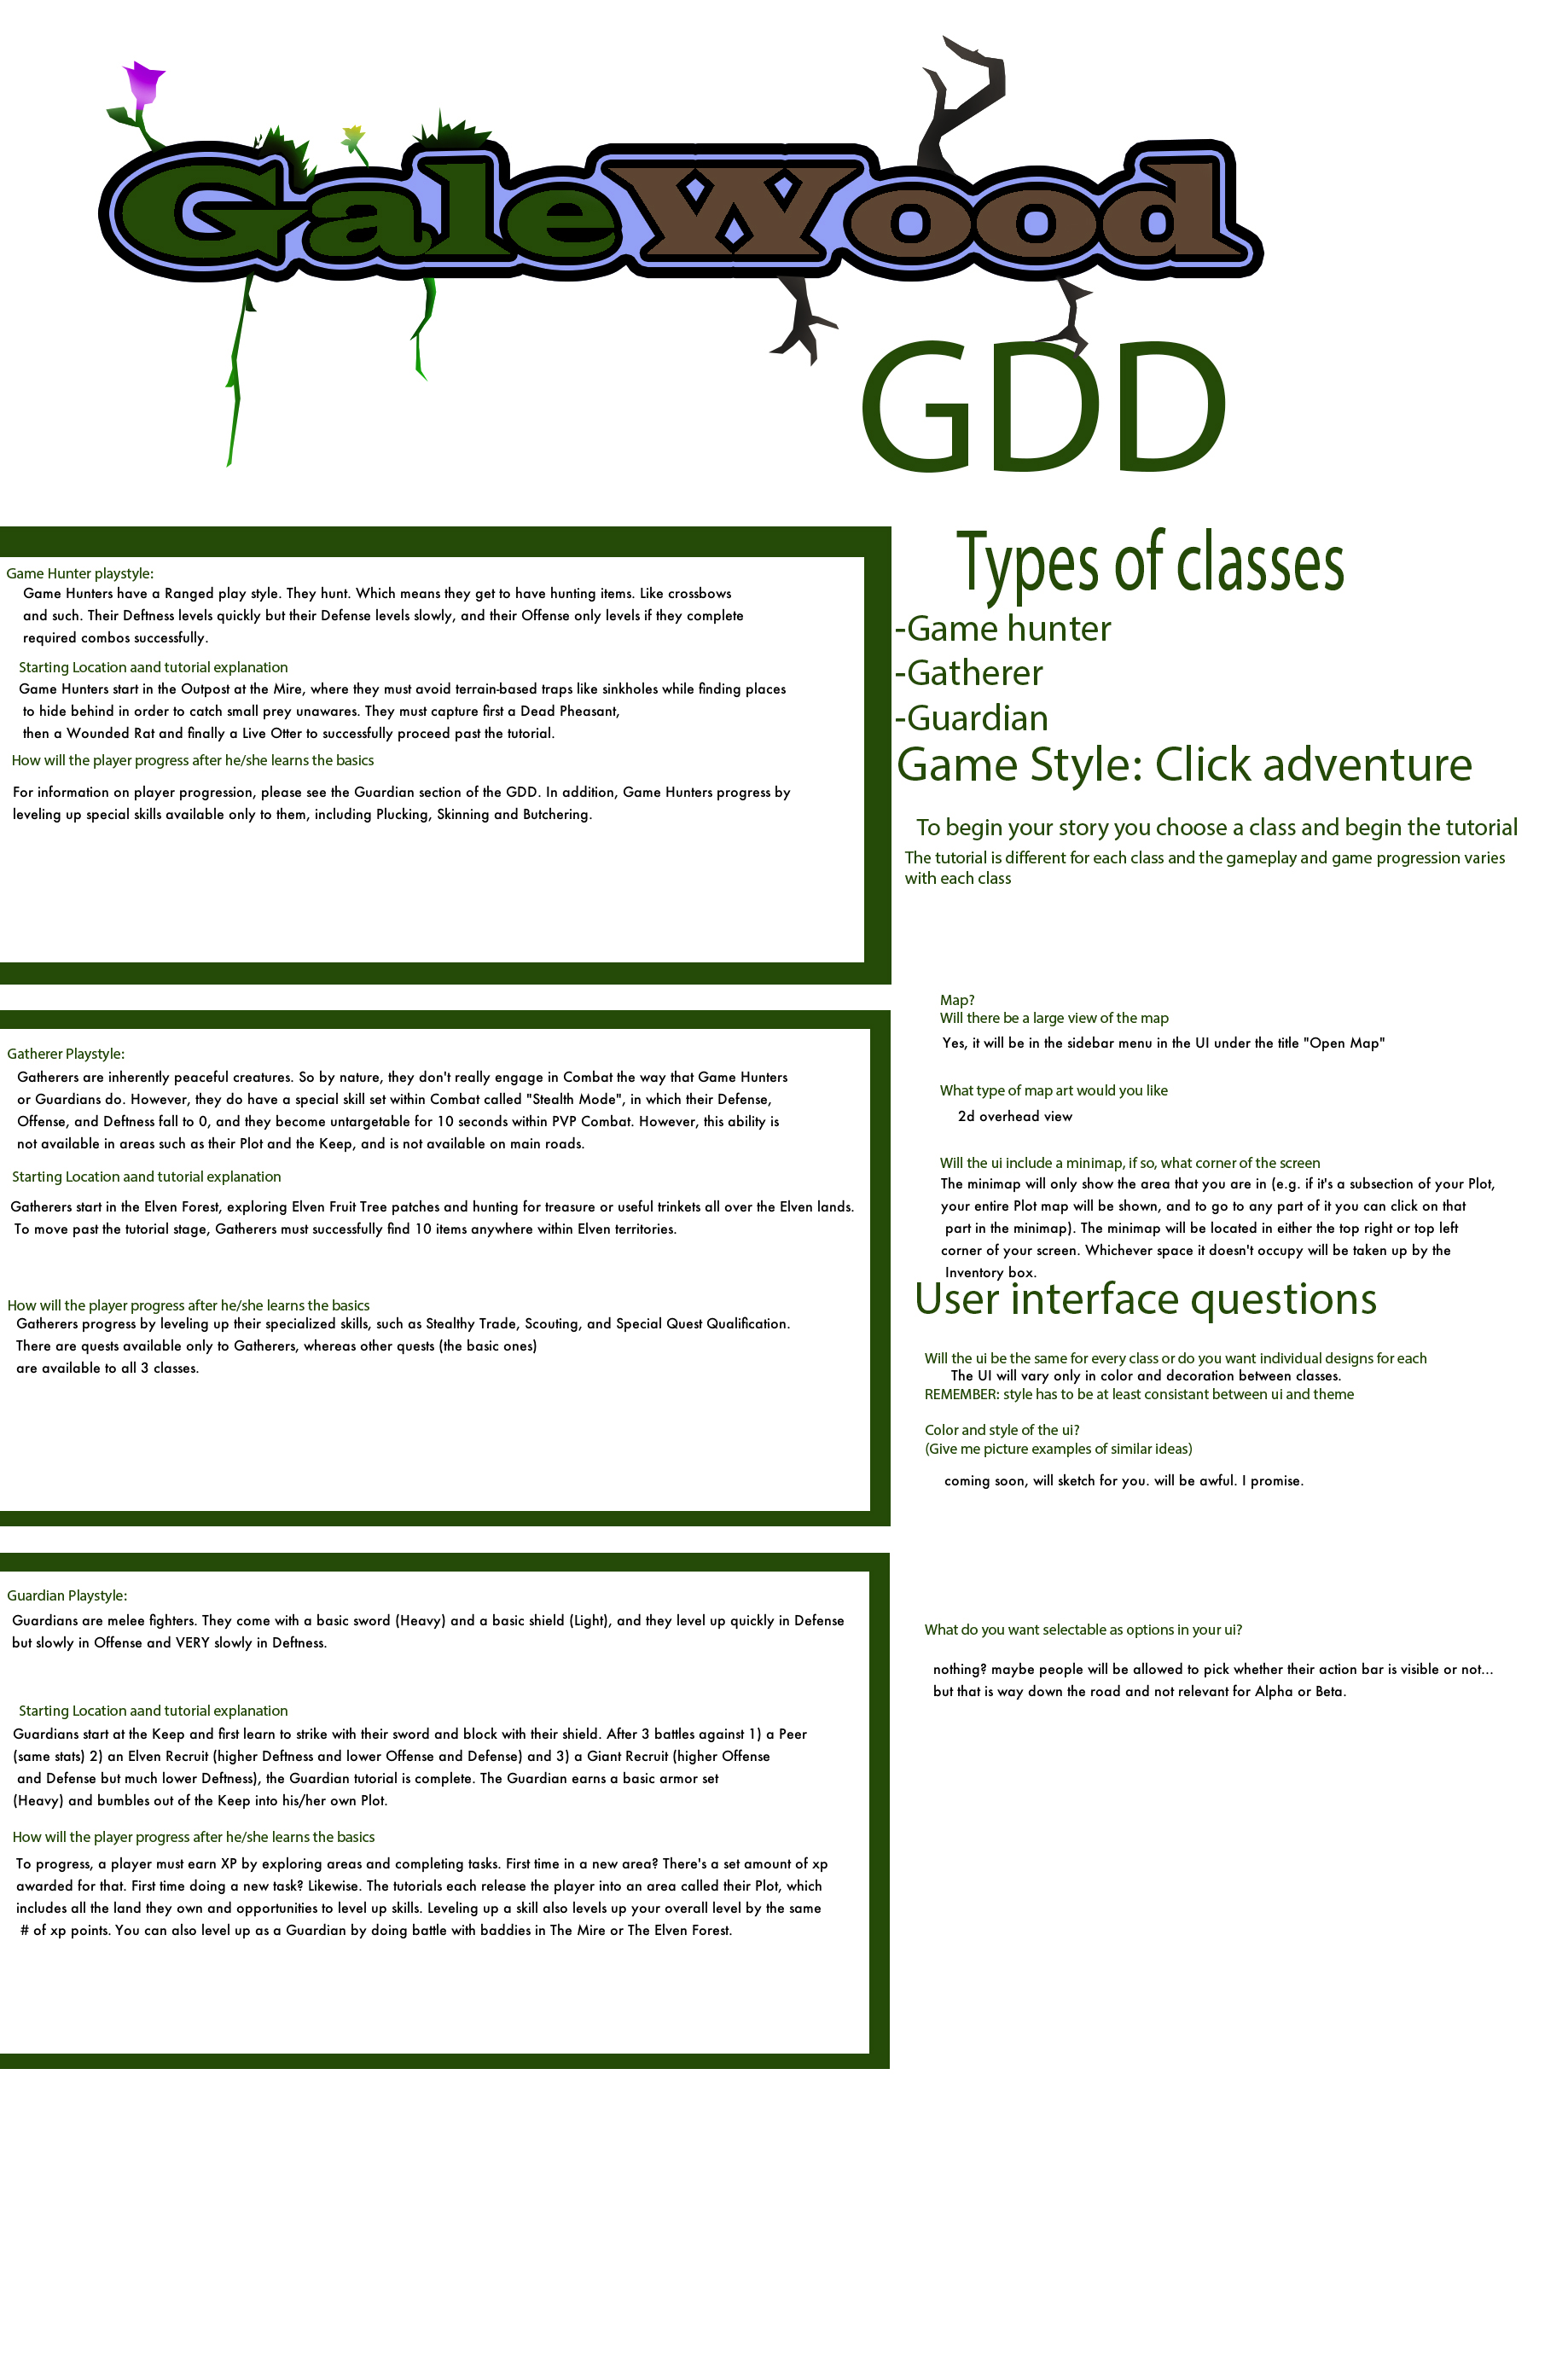 GaleWood
GDD
Game Hunter playstyle:
Game Hunters have a Ranged play style. They hunt. Which means they get to have hunting items. Like crossbows
and such. Their Deftness levels quickly but their Defense levels slowly, and their Offense only levels if they complete
required combos successfully.
Starting Location aand tutorial explanation
Game Hunters start in the Outpost at the Mire, where they must avoid terrain-based traps like sinkholes while finding places
to hide behind in order to catch small prey unawares. They must capture first a Dead Pheasant,
then a Wounded Rat and finally a Live Otter to successfully proceed past the tutorial.
How will the player progress after he/she learns the basics
For information on player progression, please see the Guardian section of the GDD. In addition, Game Hunters progress by
leveling up special skills available only to them, including Plucking, Skinning and Butchering.
Gatherer Playstyle:
Gatherers are inherently peaceful creatures. So by nature, they don't really engage in Combat the way that Game Hunters
or Guardians do. However, they do have a special skill set within Combat called "Stealth Mode", in which their Defense,
Offense, and Deftness fall to 0, and they become untargetable for 10 seconds within PVP Combat. However, this ability is
not available in areas such as their Plot and the Keep, and is not available on main roads.
Starting Location aand tutorial explanation
Gatherers start in the Elven Forest, exploring Elven Fruit Tree patches and hunting for treasure or useful trinkets all over the Elven lands.
To move past the tutorial stage, Gatherers must successfully find 10 items anywhere within Elven territories.
How will the player progress after he/she learns the basics
Gatherers progress by leveling up their specialized skills, such as Stealthy Trade, Scouting, and Special Quest Qualification.
There are quests available only to Gatherers, whereas other quests (the basic ones)
are available to all 3 classes.
Guardian Playstyle:
Guardians are melee fighters. They come with a basic sword (Heavy) and a basic shield (Light), and they level up quickly in Defense
but slowly in Offense and VERY slowly in Deftness.
Starting Location aand tutorial explanation
Guardians start at the Keep and first learn to strike with their sword and block with their shield. After 3 battles against 1) a Peer
(same stats) 2) an Elven Recruit (higher Deftness and lower Offense and Defense) and 3) a Giant Recruit (higher Offense
and Defense but much lower Deftness), the Guardian tutorial is complete. The Guardian earns a basic armor set
(Heavy) and bumbles out of the Keep into his/her own Plot.
How will the player progress after he/she learns the basics
To progress, a player must earn XP by exploring areas and completing tasks. First time in a new area? There's a set amount of xp
awarded for that. First time doing a new task? Likewise. The tutorials each release the player into an area called their Plot, which
includes all the land they own and opportunities to level up skills. Leveling up a skill also levels up your overall level by the same
# of xp points. You can also level up as a Guardian by doing battle with baddies in The Mire or The Elven Forest.
Types of classes
-Game hunter
-Gatherer
-Guardian
Game Style: Click adventure
To begin your story you choose a class and begin the tutorial
The tutorial is different for each class and the gameplay and game progression varies
with each class
Map?
Will there be a large view of the map
Yes, it will be in the sidebar menu in the UI under the title "Open Map"
What type of map art would you like
2d overhead view
Will the ui include a minimap, if so, what corner of the screen
The minimap will only show the area that you are in (e.g. if it's a subsection of your Plot,
your entire Plot map will be shown, and to go to any part of it you can click on that
part in the minimap). The minimap will be located in either the top right or top left
corner of your screen. Whichever space it doesn't occupy will be taken up by the
Inventory box.
User interface questions
Will the ui be the same for every class or do you want individual designs for each
The UI will vary only in color and decoration between classes.
REMEMBER: style has to be at least consistant between ui and theme
Color and style of the ui?
(Give me picture examples of similar ideas)
coming soon, will sketch for you. will be awful. I promise.
What do you want selectable as options in your ui?
nothing? maybe people will be allowed to pick whether their action bar is visible or not...
but that is way down the road and not relevant for Alpha or Beta.